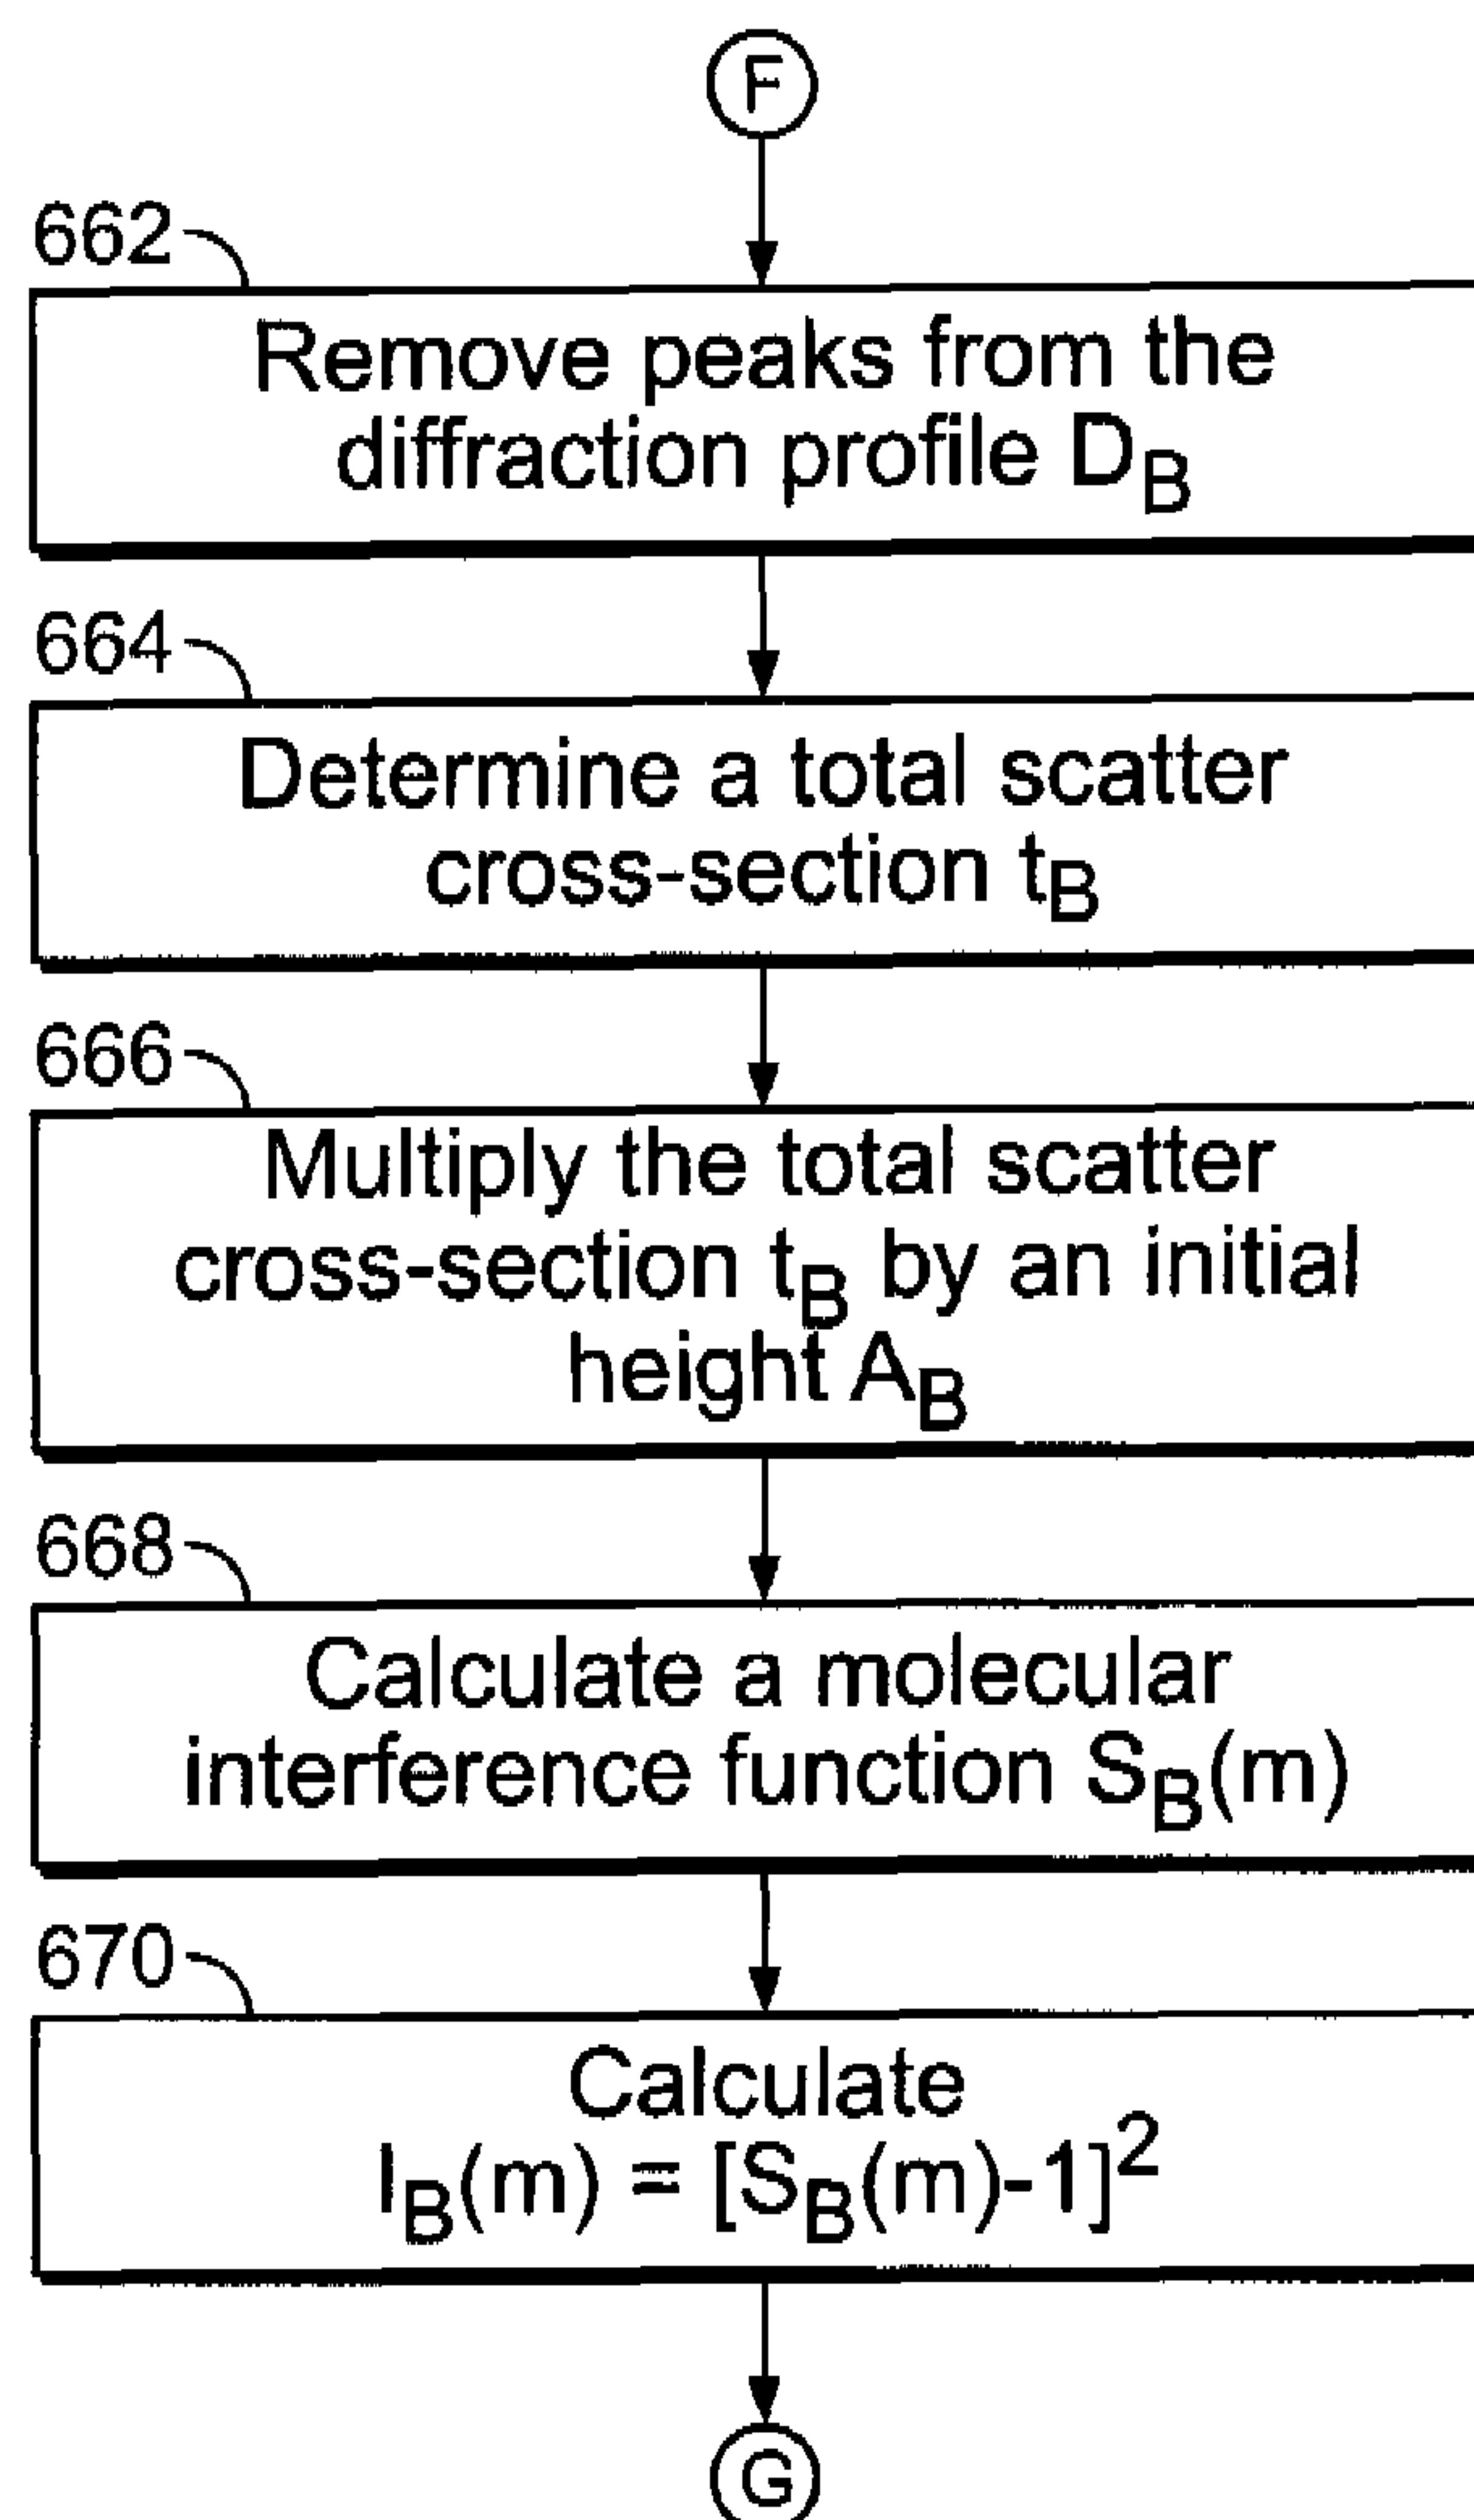 F
662
Remove peaks from the
diffraction profile D_B
664
Determine a total scatter
cross-section t_B
666
Multiply the total scatter
cross-section t_B by an initial
height A_B
668
Calculate a molecular
interference function S_B(m)
670
Calculate
I_B(m) = [S_B(m)-1]²
G